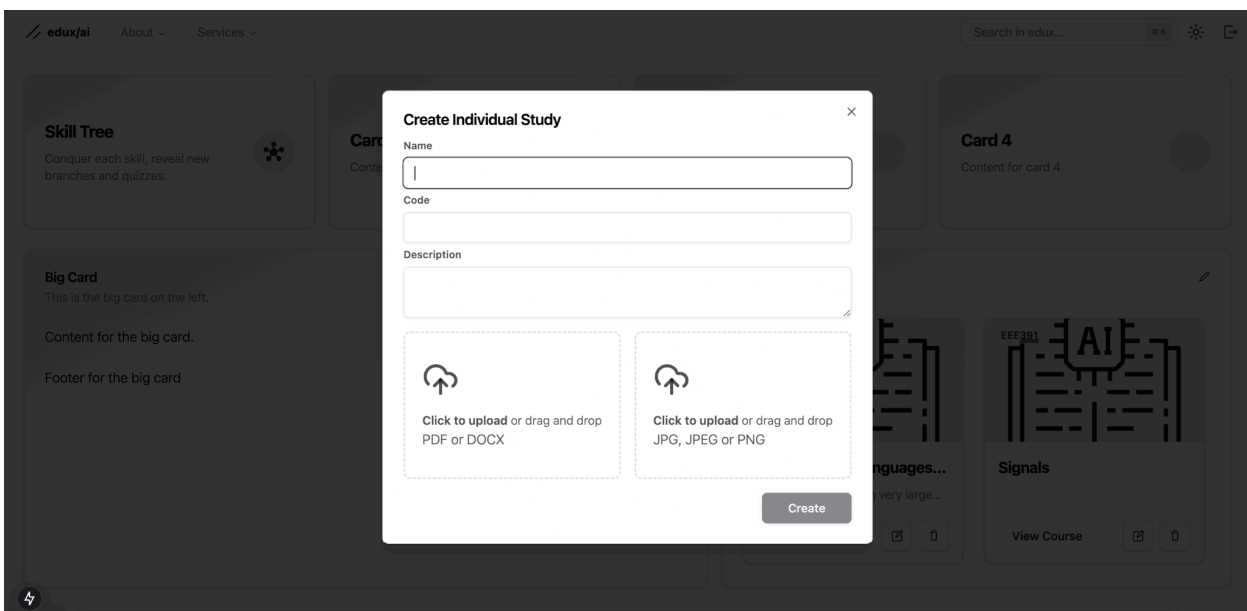 edux/ai About Services Search in edux... ⌘ K
Skill Tree
Conquer each skill, reveal new
branches and quizzes.
Card 4
Content for card 4.
Create Individual Study
Name
Code
Description
Click to upload or drag and drop
PDF or DOCX
Click to upload or drag and drop
JPG, JPEG or PNG
Create
Big Card
This is the big card on the left.
Content for the big card.
Footer for the big card
very large...
EEE391
AI
Signals
View Course